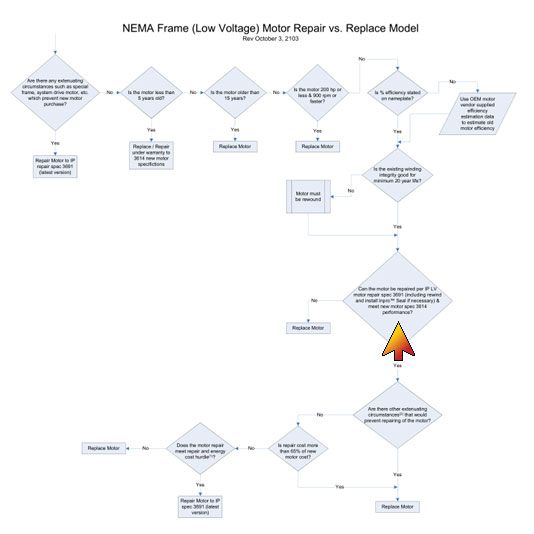 NEMA Frame (Low Voltage) Motor Repair vs. Replace Model
Rev October 3, 2103
Are there any extenuating
circumstances such as special
frame, system drive motor, etc.
which prevent new motor
purchase?
No
Is the motor less than
5 years old?
No
Is the motor older than
15 years?
No
Is the motor 200 hp or
less & 900 rpm or
faster?
No
Is % efficiency stated
on nameplate?
No
Use OEM motor
vendor supplied
efficiency
estimation data
to estimate old
motor efficiency
Yes
Repair Motor to IP
repair spec 3691
(latest version)
Yes
Replace / Repair
under warranty to
3614 new motor
specifictions
Yes
Replace Motor
Yes
Replace Motor
Yes
Is the existing winding
integrity good for
minimum 20 year life?
No
Motor must
be rewound
Yes
Can the motor be repaired per IP LV
motor repair spec 3691 (including rewind
and install Inpro™ Seal if necessary) &
meet new motor spec 3614
performance?
No
Replace Motor
Yes
Are there other extenuating
circumstances⁽²⁾ that would
prevent repairing of the motor?
No
Is repair cost more
than 65% of new
motor cost?
No
Does the motor repair
meet repair and energy
cost hurdle⁽¹⁾?
No
Replace Motor
Yes
Repair Motor to IP
spec 3691 (latest
version)
Yes
Yes
Replace Motor